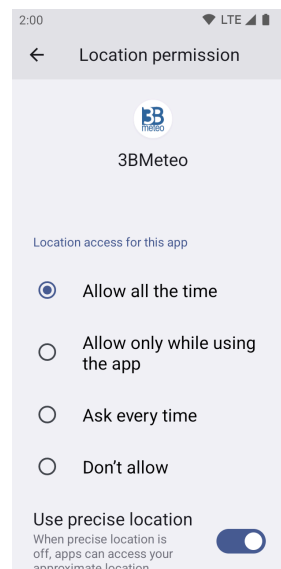 2:00
LTE
Location permission
3B
meteo
3BMeteo
Location access for this app
Allow all the time
Allow only while using
the app
Ask every time
Don't allow
Use precise location
When precise location is
off, apps can access your
approximate location